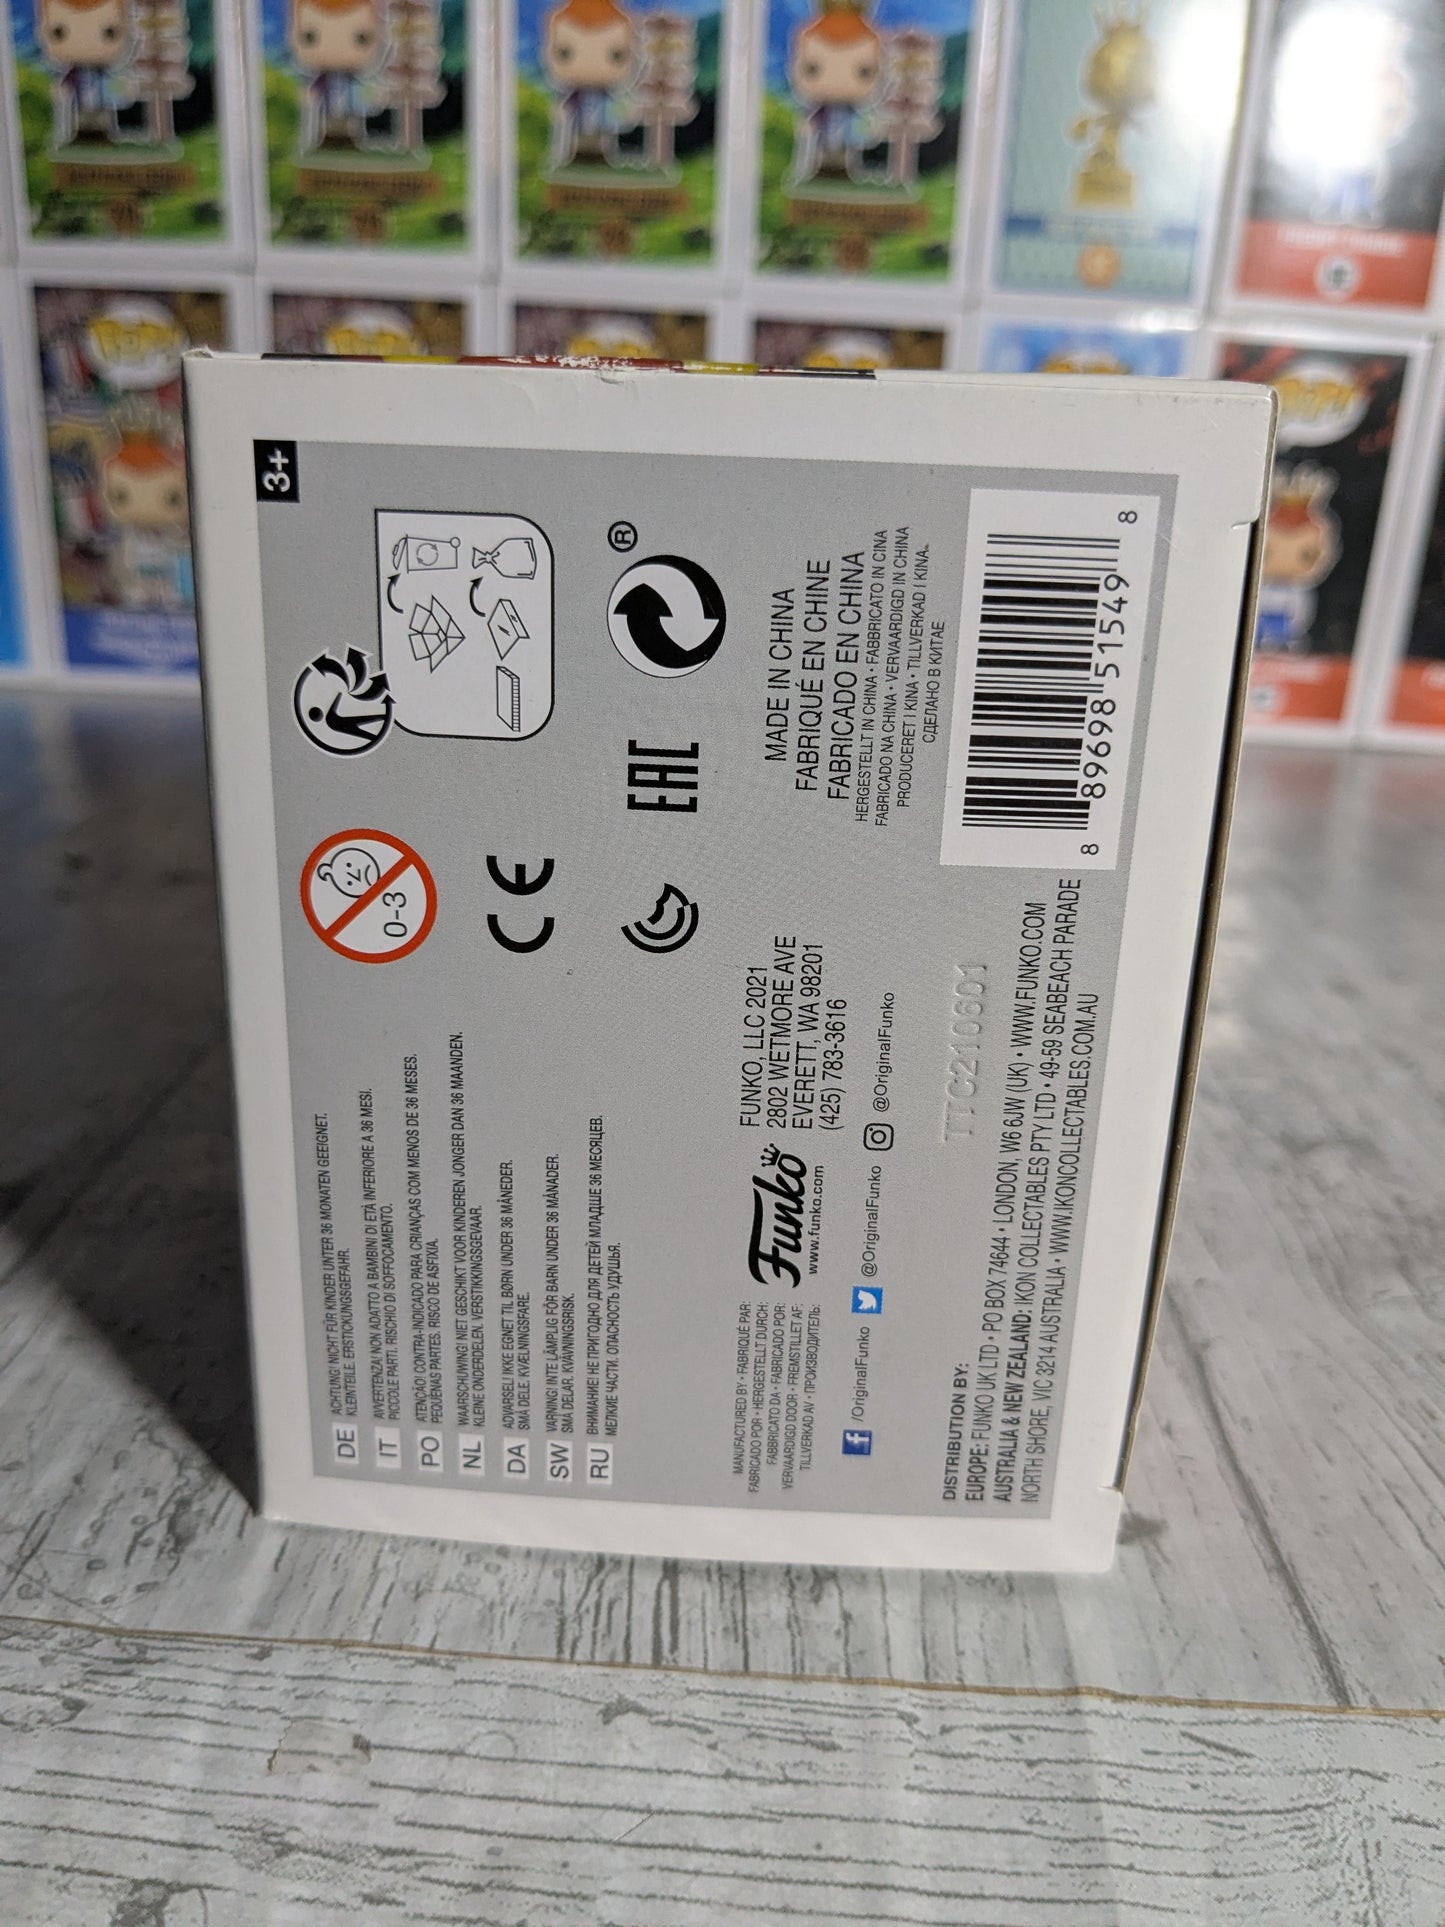 3+
DE
ACHTUNG! NICHT FÜR KINDER UNTER 36 MONATEN GEEIGNET.
KLEINTEILE. ERSTICKUNGSGEFAHR.
IT
AVVERTENZA! NON ADATTO A BAMBINI DI ETÀ INFERIORE A 36 MESI.
PICCOLE PARTI. RISCHIO DI SOFFOCAMENTO.
PO
ATENÇÃO! CONTRA-INDICADO PARA CRIANÇAS COM MENOS DE 36 MESES.
PEQUENAS PARTES. RISCO DE ASFIXIA.
NL
WAARSCHUWING! NIET GESCHIKT VOOR KINDEREN JONGER DAN 36 MAANDEN.
KLEINE ONDERDELEN. VERSTIKKINGSGEVAAR.
DA
ADVARSEL! IKKE EGNET TIL BØRN UNDER 36 MÅNEDER.
SMÅ DELE. KVÆLNINGSFARE.
SW
VARNING! INTE LÄMPLIG FÖR BARN UNDER 36 MÅNADER.
SMÅ DELAR. KVÄVNINGSRISK.
RU
ВНИМАНИЕ! НЕ ПРИГОДНО ДЛЯ ДЕТЕЙ МЛАДШЕ 36 МЕСЯЦЕВ.
МЕЛКИЕ ЧАСТИ. ОПАСНОСТЬ УДУШЬЯ.
0-3
CE
EAC
®
MANUFACTURED BY • FABRIQUÉ PAR:
FABRICADO POR • HERGESTELLT DURCH:
FABBRICATO DA • FABRICADO POR:
VERVAARDIGD DOOR • FREMSTILLET AF:
TILLVERKAD AV • ПРОИЗВОДИТЕЛЬ:
Funko
www.funko.com
FUNKO, LLC 2021
2802 WETMORE AVE
EVERETT, WA 98201
(425) 783-3616
/OriginalFunko
@OriginalFunko
@OriginalFunko
MADE IN CHINA
FABRIQUÉ EN CHINE
FABRICADO EN CHINA
HERGESTELLT IN CHINA • FABBRICATO IN CINA
FABRICADO NA CHINA • VERVAARDIGD IN CHINA
PRODUCERET I KINA • TILLVERKAD I KINA.
СДЕЛАНО В КИТАЕ
TTC210601
DISTRIBUTION BY:
EUROPE: FUNKO UK LTD • PO BOX 74644 • LONDON, W6 6JW (UK) • WWW.FUNKO.COM
AUSTRALIA & NEW ZEALAND: IKON COLLECTABLES PTY LTD • 49-59 SEABEACH PARADE
NORTH SHORE, VIC 3214 AUSTRALIA • WWW.IKONCOLLECTABLES.COM.AU
8 89698 51549 8
POP!
POP!
POP!